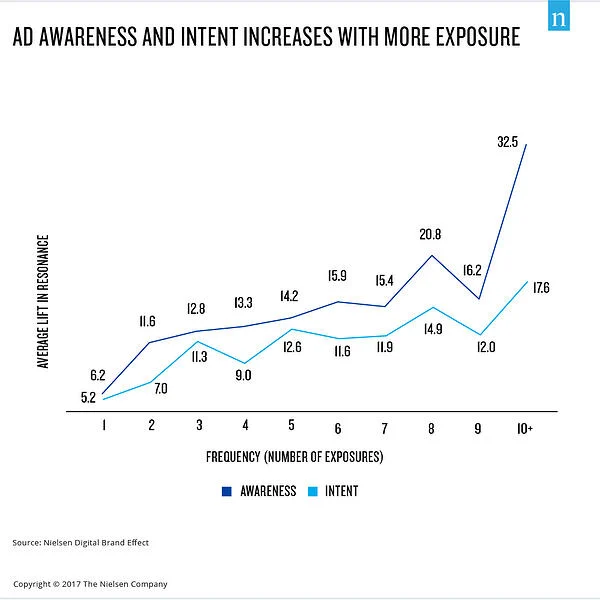 n
AD AWARENESS AND INTENT INCREASES WITH MORE EXPOSURE
AVERAGE LIFT IN RESONANCE
32.5
20.8
17.6
16.2
15.9
15.4
14.2
13.3
12.8
11.6
14.9
12.6
11.6
11.9
12.0
11.3
9.0
7.0
6.2
5.2
1 2 3 4 5 6 7 8 9 10+
FREQUENCY (NUMBER OF EXPOSURES)
AWARENESS INTENT
Source: Nielsen Digital Brand Effect
Copyright © 2017 The Nielsen Company